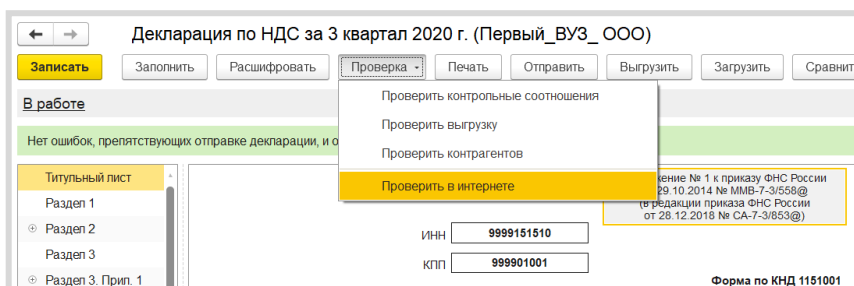 ← → Декларация по НДС за 3 квартал 2020 г. (Первый_ВУЗ_ ООО)
Записать Заполнить Расшифровать Проверка Печать Отправить Выгрузить Загрузить Сравнит
В работе
Проверить контрольные соотношения
Проверить выгрузку
Нет ошибок, препятствующих отправке декларации, и о
Проверить контрагентов
Проверить в интернете
Титульный лист
Раздел 1
Раздел 2
Раздел 3
Раздел 3. Прил. 1
жение № 1 к приказу ФНС России
29.10.2014 № ММВ-7-3/558@
(в редакции приказа ФНС России
от 28.12.2018 № СА-7-3/853@)
ИНН 9999151510
КПП 999901001
Форма по КНД 1151001